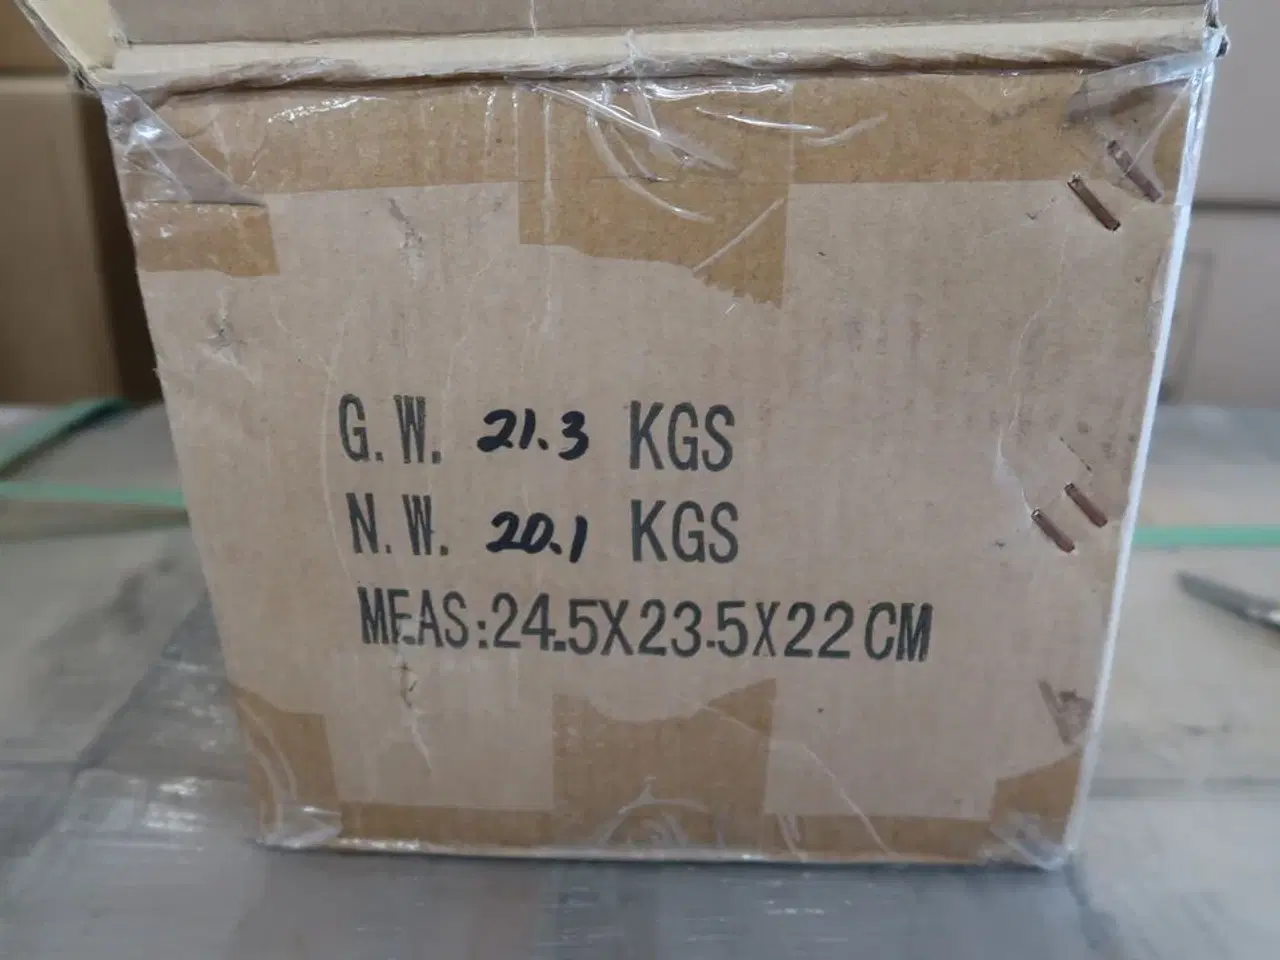 G.W. 21.3 KGS
N.W. 20.1 KGS
MEAS:24.5X23.5X22CM